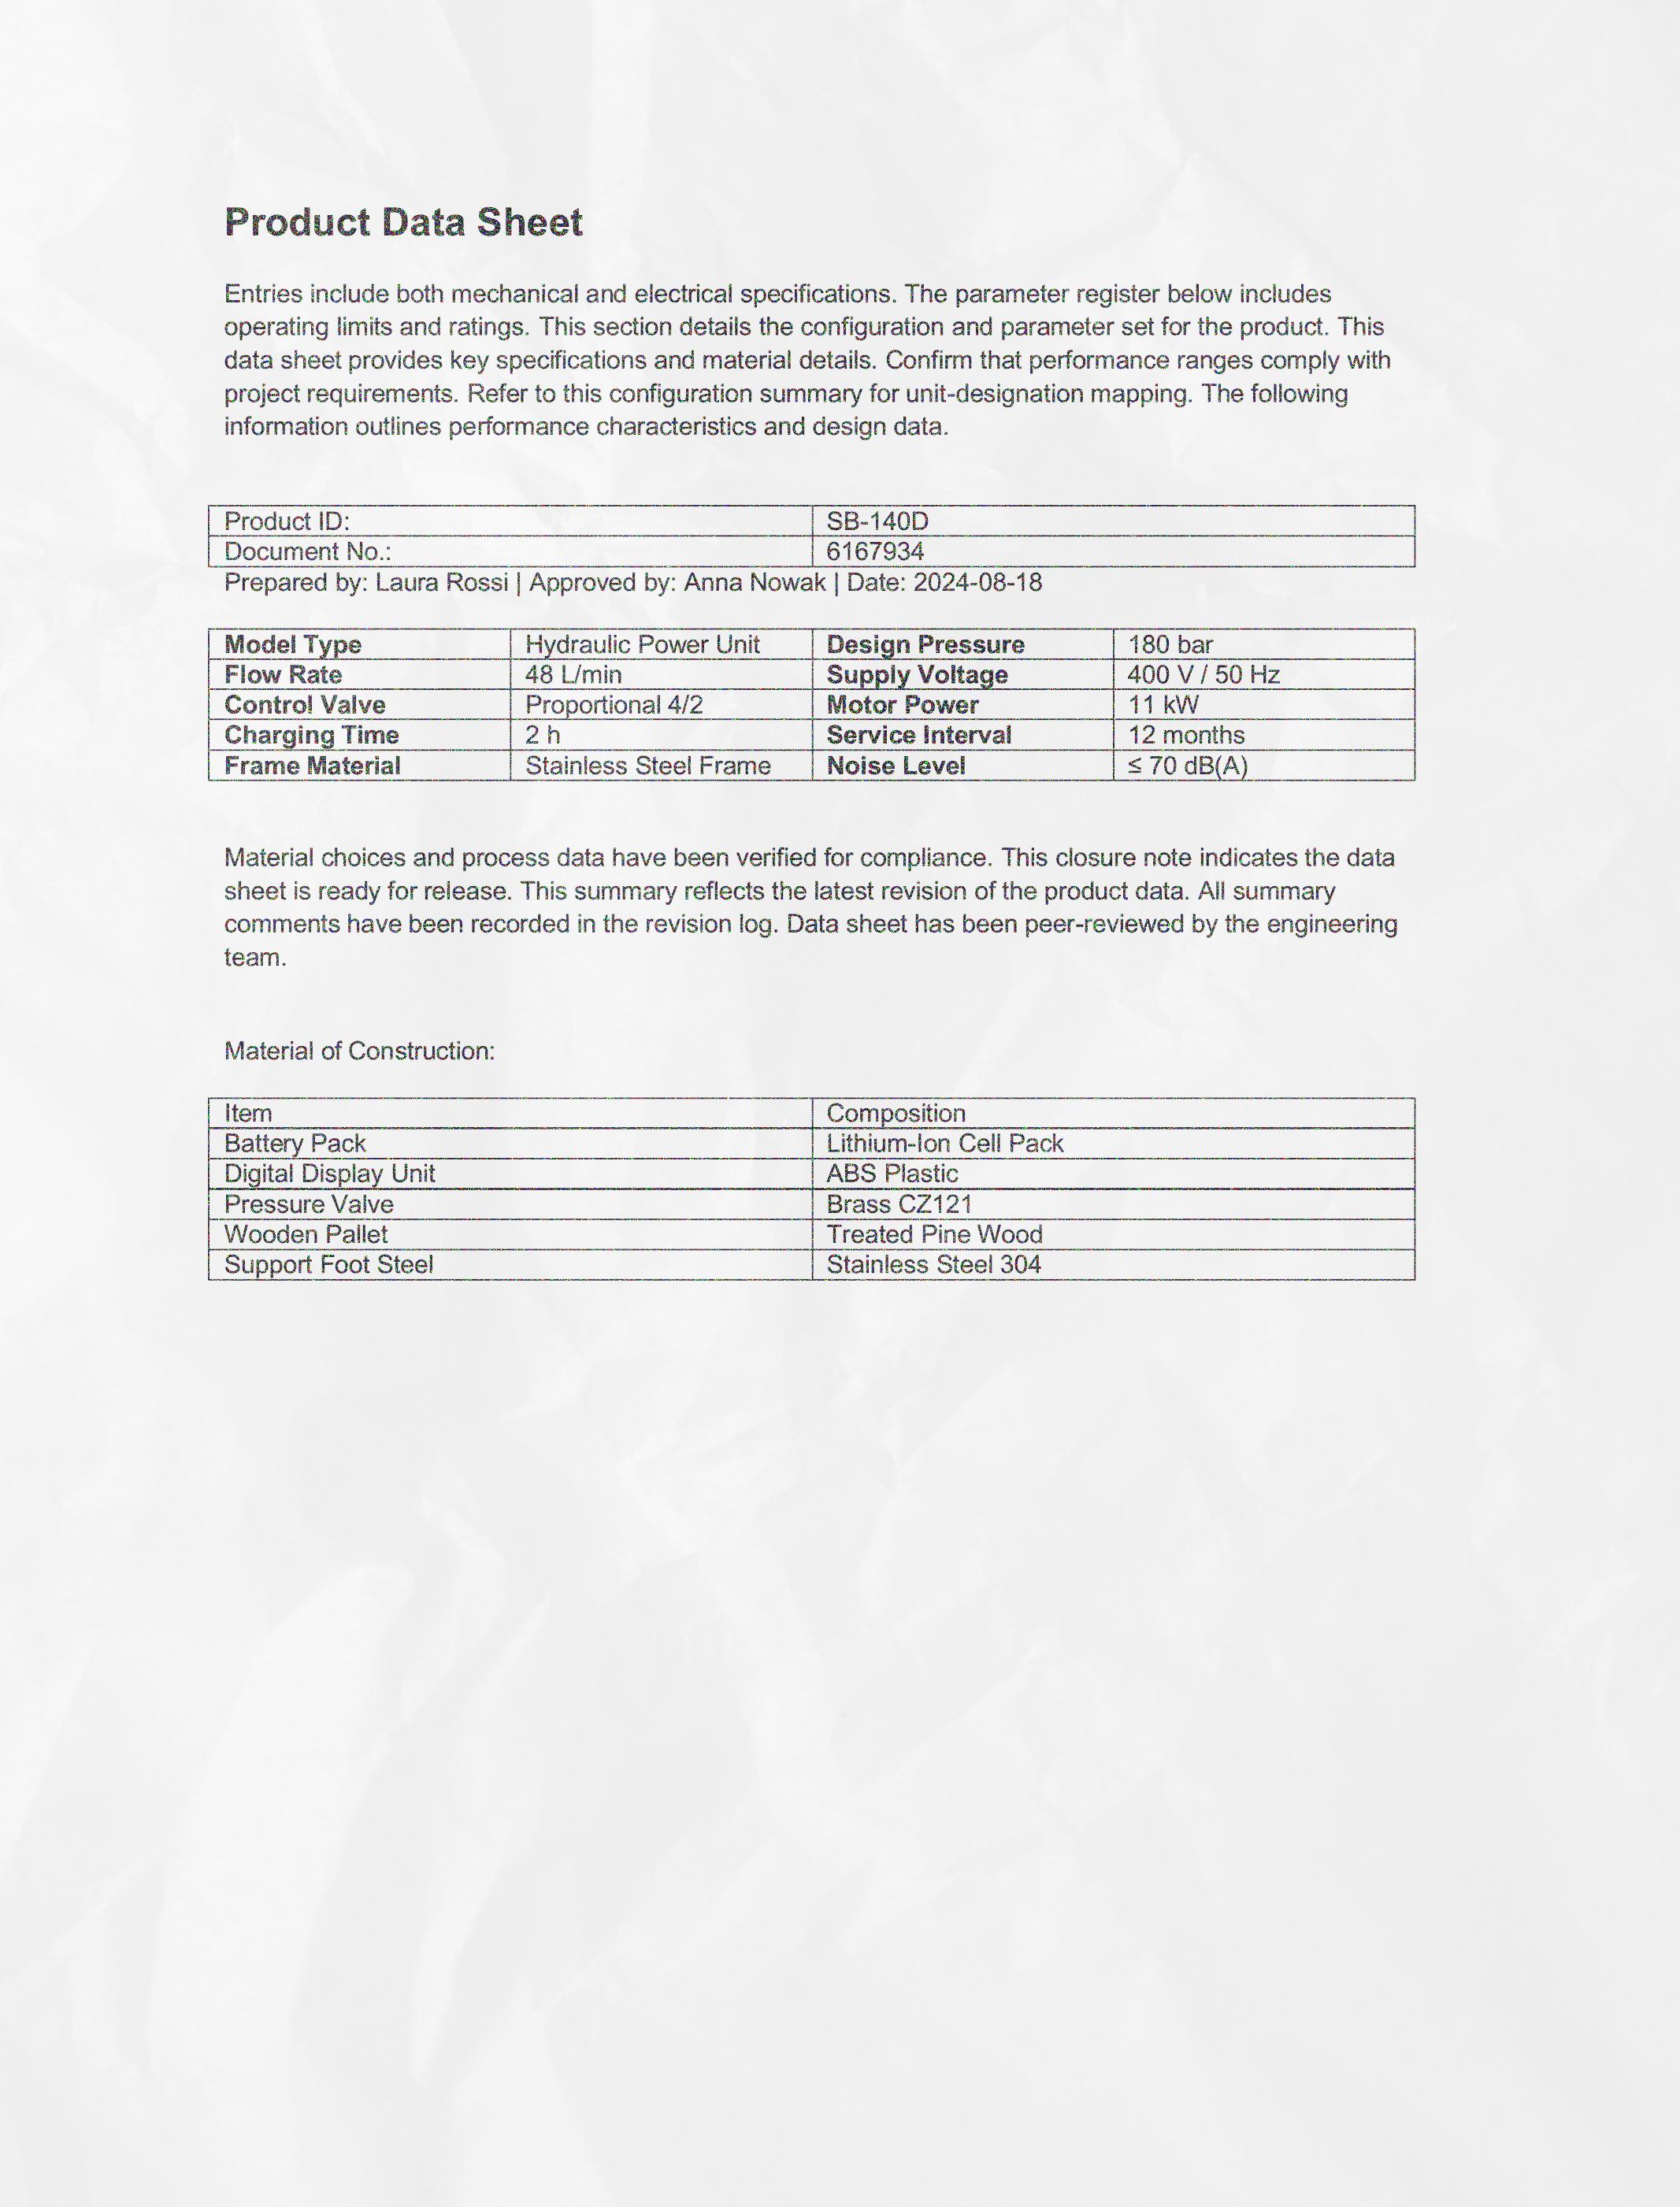 Product Data Sheet
Entries include both mechanical and electrical specifications. The parameter register below includes
operating limits and ratings. This section details the configuration and parameter set for the product. This
data sheet provides key specifications and material details. Confirm that performance ranges comply with
project requirements. Refer to this configuration summary for unit-designation mapping. The following
information outlines performance characteristics and design data.
Product ID: SB-140D
Document No.: 6167934
Prepared by: Laura Rossi | Approved by: Anna Nowak | Date: 2024-08-18
Model Type Hydraulic Power Unit Design Pressure 180 bar
Flow Rate 48 L/min Supply Voltage 400 V / 50 Hz
Control Valve Proportional 4/2 Motor Power 11 kW
Charging Time 2 h Service Interval 12 months
Frame Material Stainless Steel Frame Noise Level ≤ 70 dB(A)
Material choices and process data have been verified for compliance. This closure note indicates the data
sheet is ready for release. This summary reflects the latest revision of the product data. All summary
comments have been recorded in the revision log. Data sheet has been peer-reviewed by the engineering
team.
Material of Construction:
Item Composition
Battery Pack Lithium-Ion Cell Pack
Digital Display Unit ABS Plastic
Pressure Valve Brass CZ121
Wooden Pallet Treated Pine Wood
Support Foot Steel Stainless Steel 304